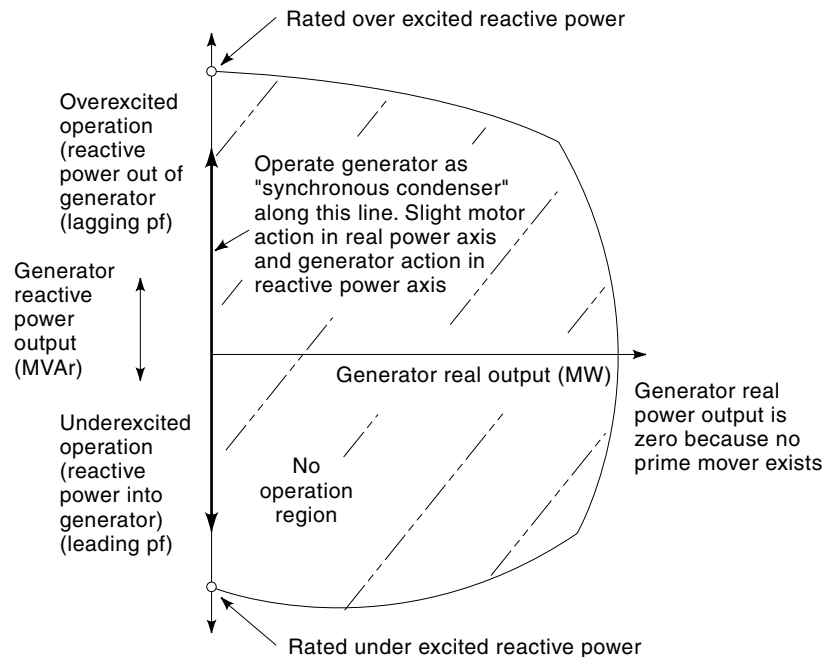 Rated over excited reactive power
Overexcited
operation
(reactive
power out of
generator
(lagging pf)
Operate generator as
"synchronous condenser"
along this line. Slight motor
action in real power axis
and generator action in
reactive power axis
Generator
reactive
power
output
(MVAr)
Generator real output (MW)
Generator real
power output is
zero because no
prime mover exists
Underexcited
operation
(reactive
power into
generator)
(leading pf)
No
operation
region
Rated under excited reactive power